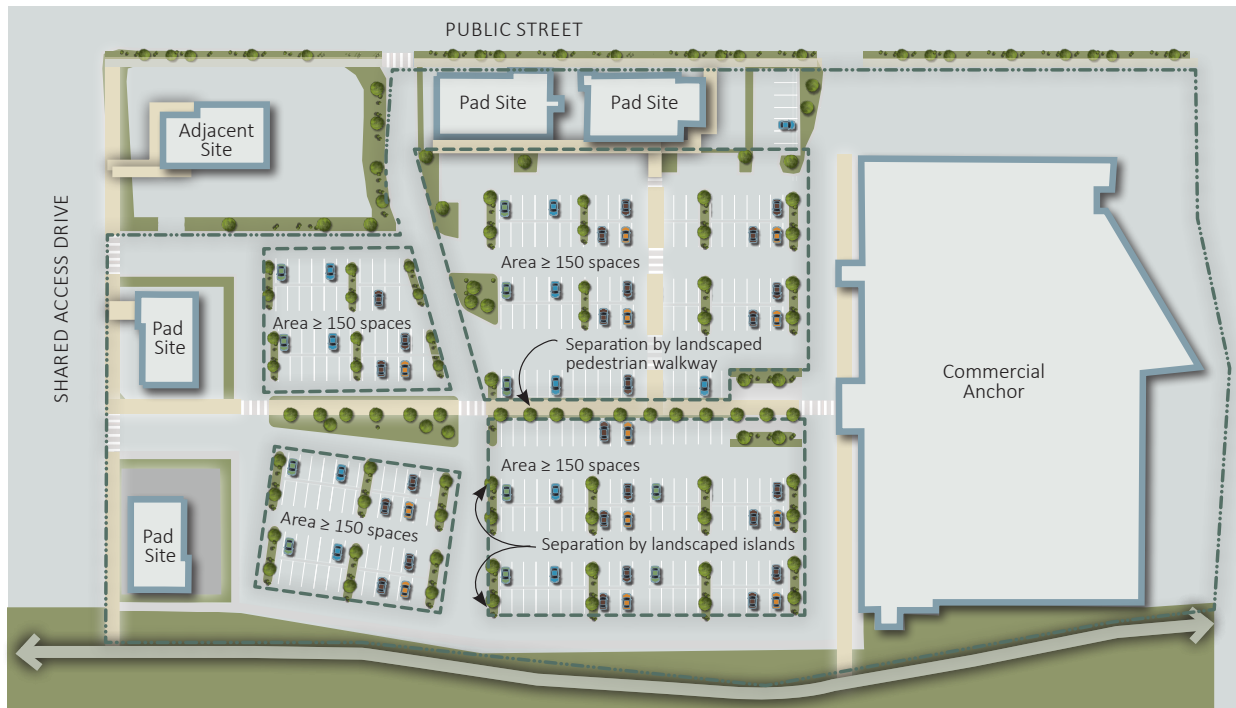 PUBLIC STREET
Pad Site
Pad Site
Adjacent
Site
SHARED ACCESS DRIVE
Area ≥ 150 spaces
Area ≥ 150 spaces
Pad
Site
Separation by landscaped
pedestrian walkway
Commercial
Anchor
Area ≥ 150 spaces
Area ≥ 150 spaces
Pad
Site
Separation by landscaped islands